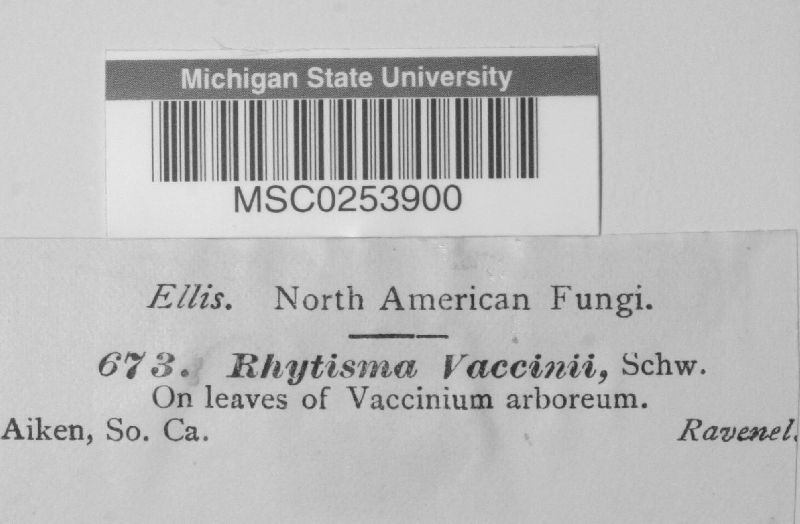 Michigan State University
MSC0253900
Ellis. North American Fungi.
673. Rhytisma Vaccinii, Schw.
On leaves of Vaccinium arboreum.
Aiken, So. Ca. Ravenel.